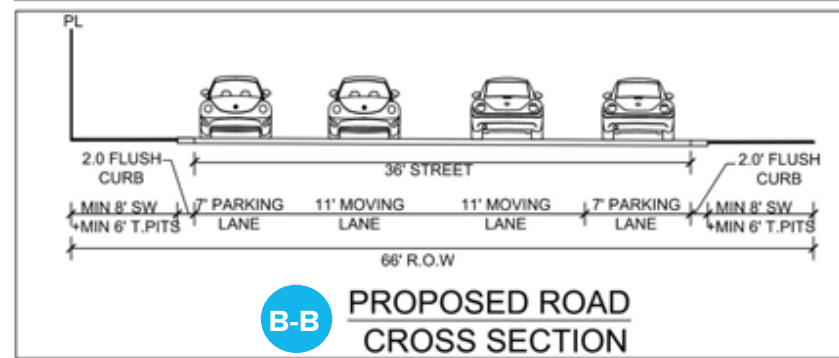 PL
2.0 FLUSH
CURB
36' STREET
2.0' FLUSH
CURB
MIN 8' SW
+MIN 6' T.PITS
7' PARKING
LANE
11' MOVING
LANE
11' MOVING
LANE
7' PARKING
LANE
MIN 8' SW
+MIN 6' T.PITS
66' R.O.W
B-B
PROPOSED ROAD
CROSS SECTION